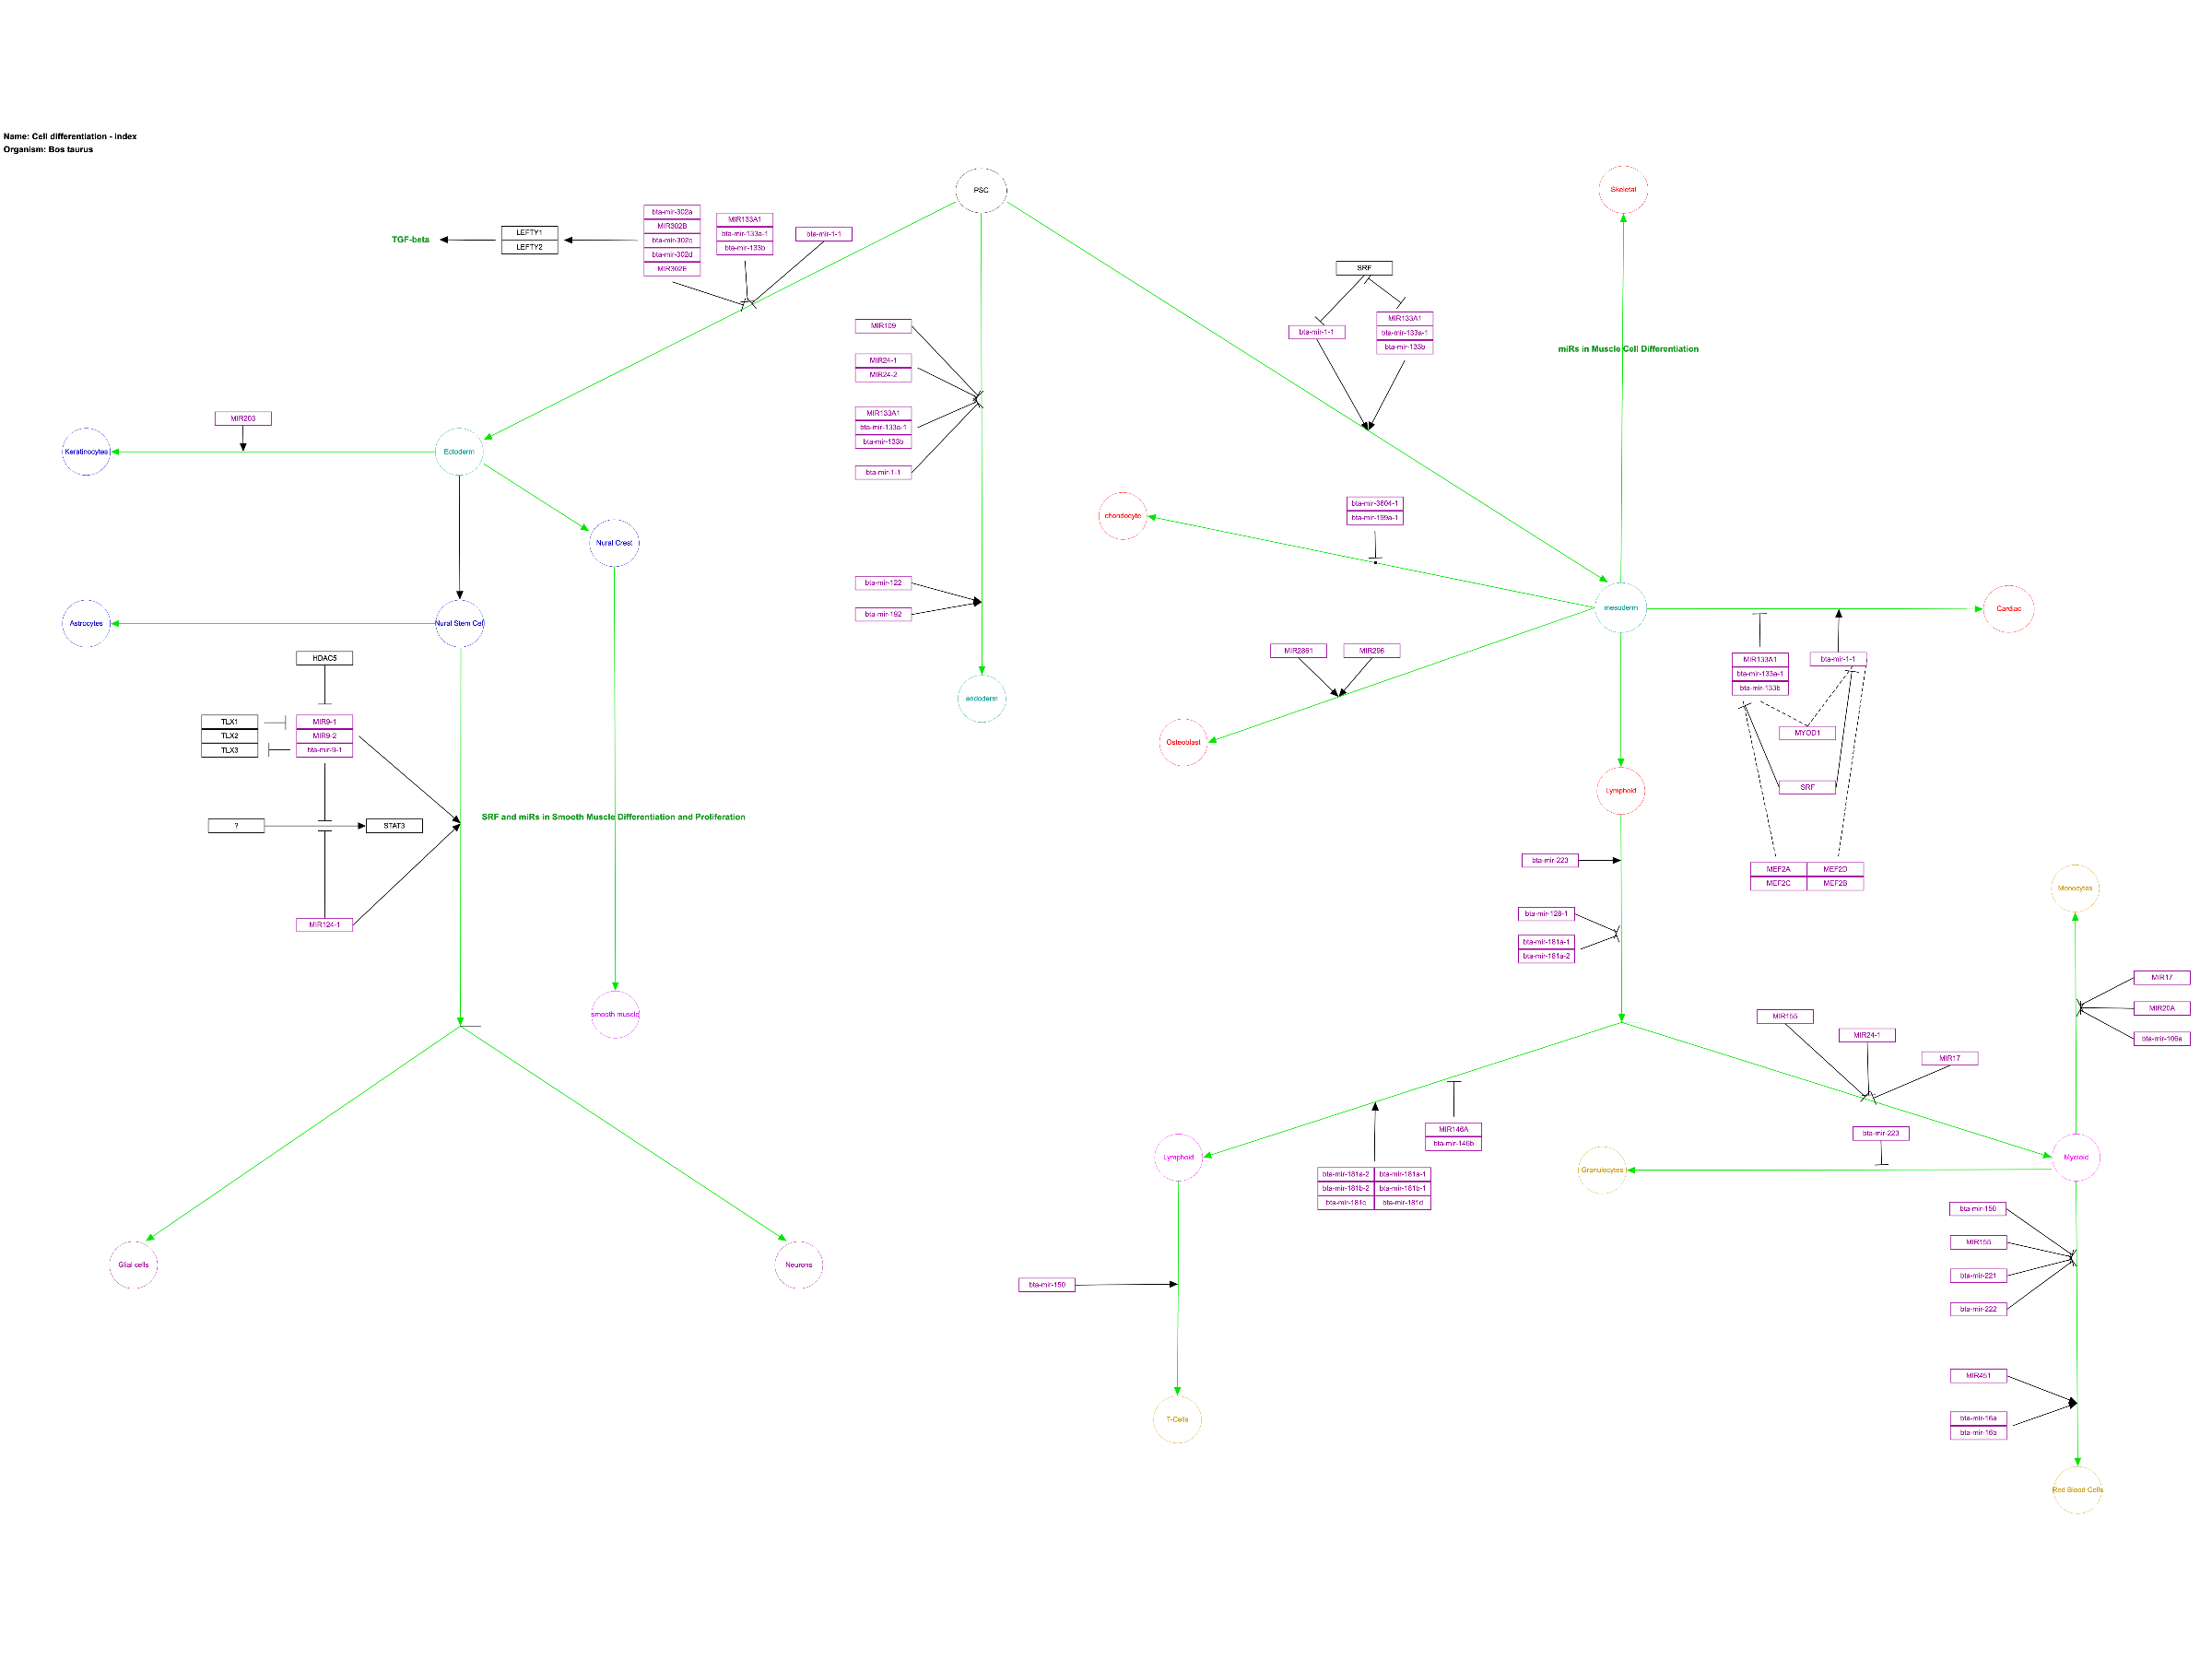 Name: Cell differentiation - index
Organism: Bos taurus
PSC
Skeletal
TGF-beta
LEFTY1
LEFTY2
bta-mir-302a
MIR302B
bta-mir-302c
bta-mir-302d
MIR302E
MIR133A1
bta-mir-133a-1
bta-mir-133b
bta-mir-1-1
SRF
bta-mir-1-1
MIR133A1
bta-mir-133a-1
bta-mir-133b
miRs in Muscle Cell Differentiation
MIR24-1
MIR24-2
MIR133A1
bta-mir-133a-1
bta-mir-133b
bta-mir-1-1
MIR203
Keratinocytes
Ectoderm
Nural Crest
chondocyte
bta-mir-199a-1
bta-mir-122
bta-mir-192
mesoderm
Cardiac
Astrocytes
Nural Stem Cell
HDAC5
MIR9-1
MIR9-2
bta-mir-9-1
TLX1
TLX2
TLX3
endoderm
Osteoblast
MIR133A1
bta-mir-133a-1
bta-mir-133b
bta-mir-1-1
MYOD1
SRF
MEF2A
MEF2D
MEF2C
MEF2B
Lymphoid
?
STAT3
SRF and miRs in Smooth Muscle Differentiation and Proliferation
MIR124-1
bta-mir-223
bta-mir-128-1
bta-mir-181a-1
bta-mir-181a-2
Monocytes
MIR17
MIR20A
bta-mir-106a
smooth muscle
MIR155
MIR24-1
MIR17
MIR146A
bta-mir-146b
bta-mir-223
Lymphoid
bta-mir-181a-2
bta-mir-181a-1
bta-mir-181b-2
bta-mir-181b-1
bta-mir-181c
bta-mir-181d
Granulocytes
Myeloid
bta-mir-150
MIR155
bta-mir-221
bta-mir-222
Glial cells
Neurons
bta-mir-150
MIR451
bta-mir-16a
bta-mir-16b
T-Cells
Red Blood Cells